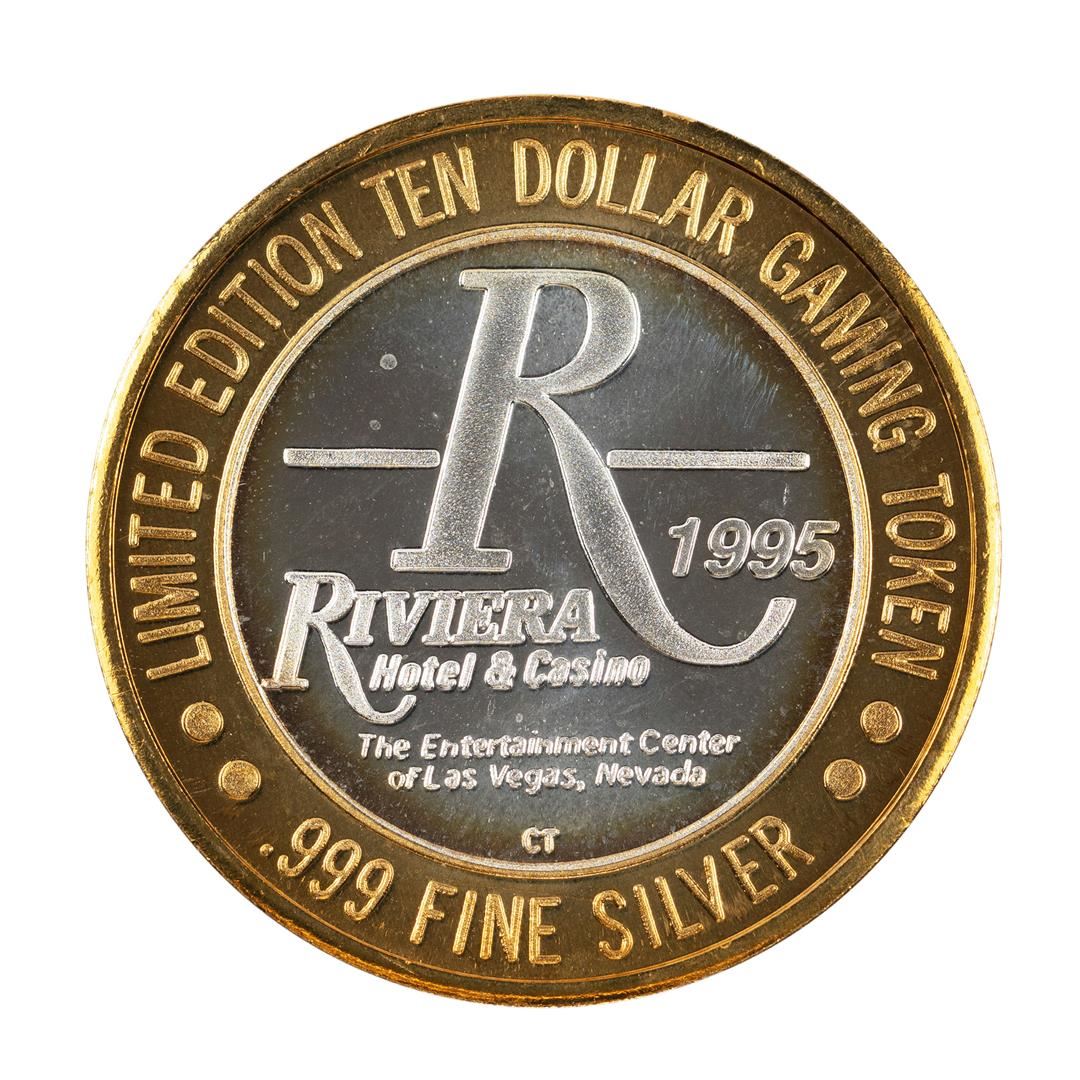 LIMITED EDITION TEN DOLLAR GAMING TOKEN
R
1995
RIVIERA
Hotel & Casino
The Entertainment Center
of Las Vegas, Nevada
CT
.999 FINE SILVER